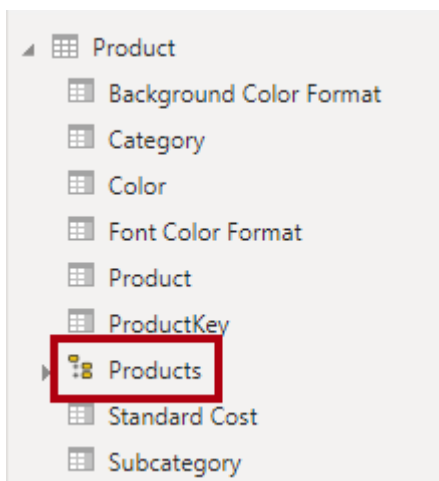 Product
Background Color Format
Category
Color
Font Color Format
Product
ProductKey
Products
Standard Cost
Subcategory